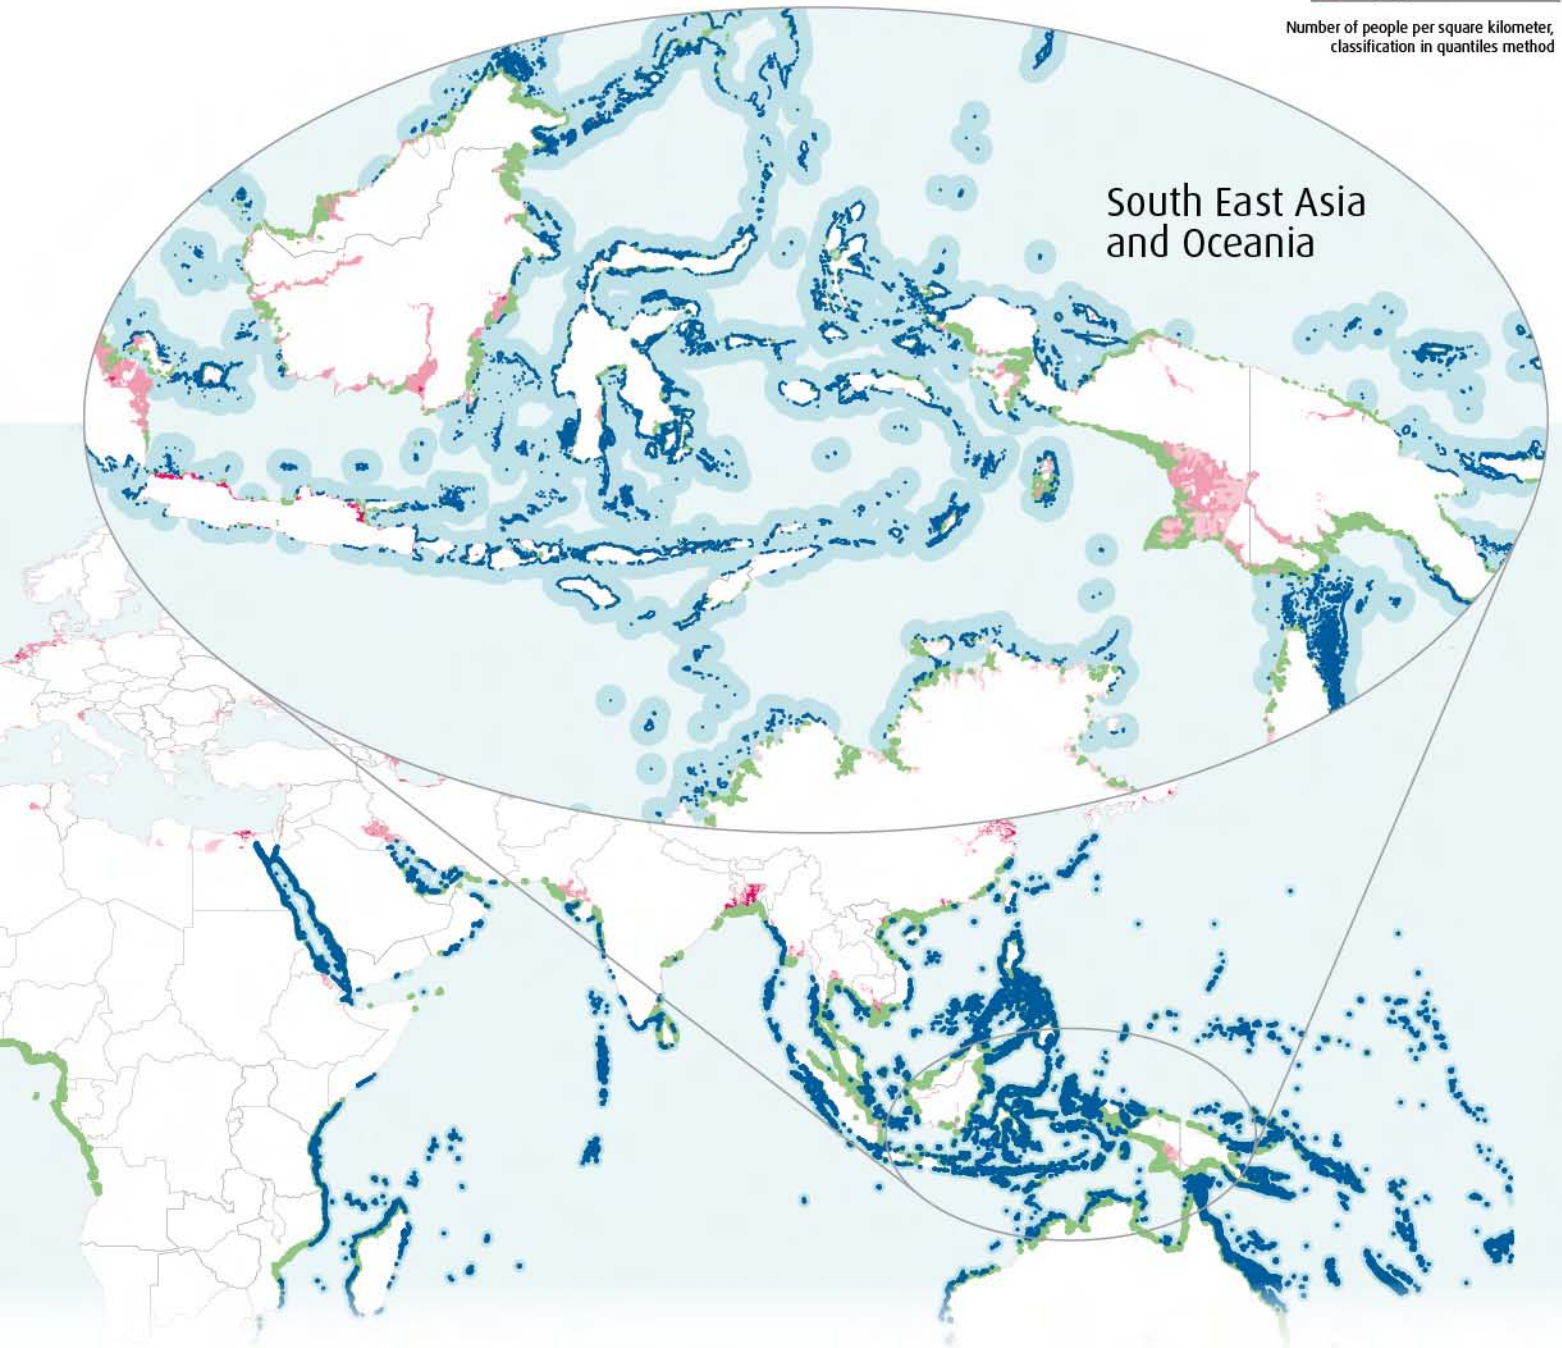 Number of people per square kilometer,
classification in quantiles method
South East Asia
and Oceania